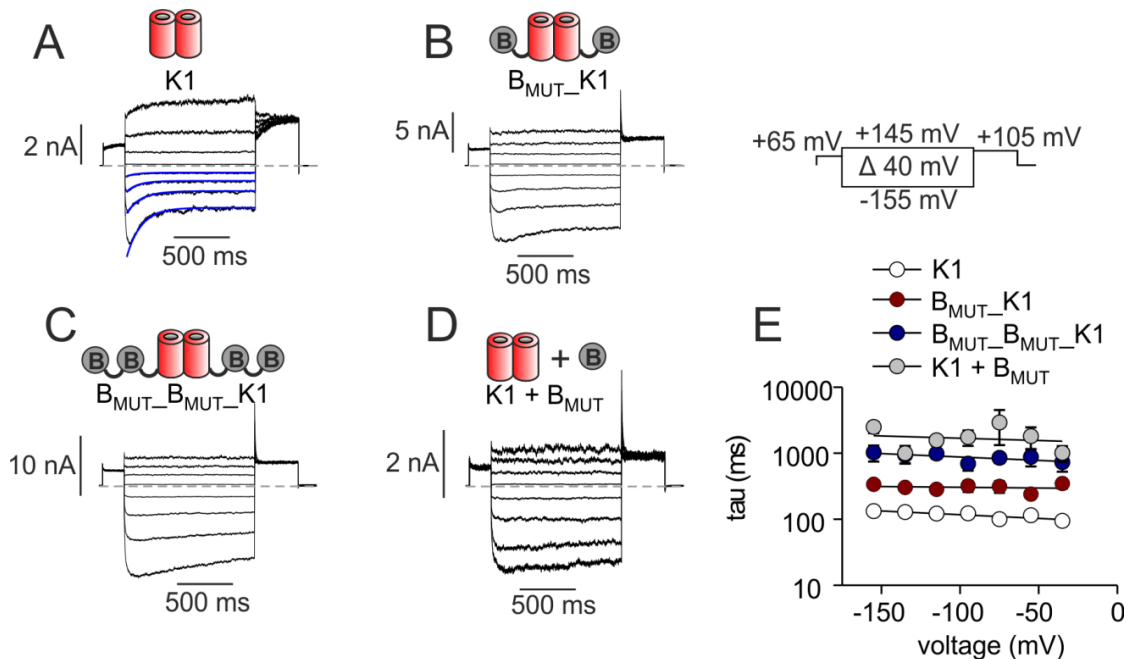 A
K1
2 nA
500 ms
B
B B
B_MUT_K1
5 nA
500 ms
+65 mV
+145 mV
Δ 40 mV
-155 mV
+105 mV
C
B B B B
B_MUT_B_MUT_K1
10 nA
500 ms
D
+ B
K1 + B_MUT
2 nA
500 ms
K1
B_MUT_K1
B_MUT_B_MUT_K1
K1 + B_MUT
E
10000
1000
100
10
tau (ms)
-150 -100 -50 0
voltage (mV)